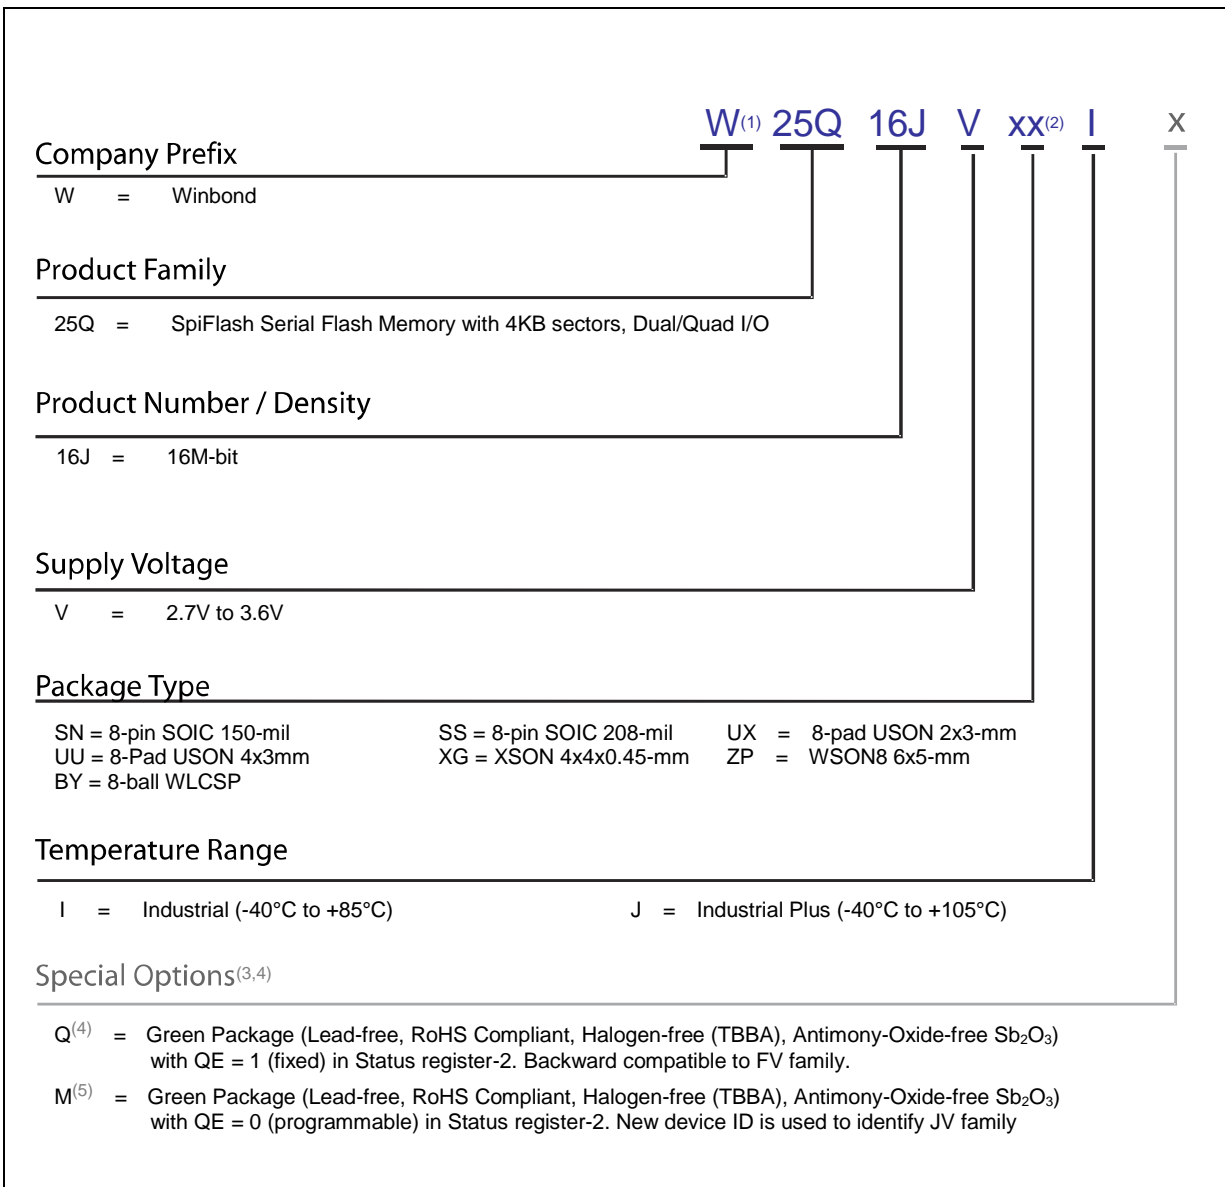 W(1) 25Q 16J V xx(2) I x
Company Prefix
W = Winbond
Product Family
25Q = SpiFlash Serial Flash Memory with 4KB sectors, Dual/Quad I/O
Product Number / Density
16J = 16M-bit
Supply Voltage
V = 2.7V to 3.6V
Package Type
SN = 8-pin SOIC 150-mil SS = 8-pin SOIC 208-mil UX = 8-pad USON 2x3-mm
UU = 8-Pad USON 4x3mm XG = XSON 4x4x0.45-mm ZP = WSON8 6x5-mm
BY = 8-ball WLCSP
Temperature Range
I = Industrial (-40°C to +85°C) J = Industrial Plus (-40°C to +105°C)
Special Options(3,4)
Q(4) = Green Package (Lead-free, RoHS Compliant, Halogen-free (TBBA), Antimony-Oxide-free Sb₂O₃)
with QE = 1 (fixed) in Status register-2. Backward compatible to FV family.
M(5) = Green Package (Lead-free, RoHS Compliant, Halogen-free (TBBA), Antimony-Oxide-free Sb₂O₃)
with QE = 0 (programmable) in Status register-2. New device ID is used to identify JV family